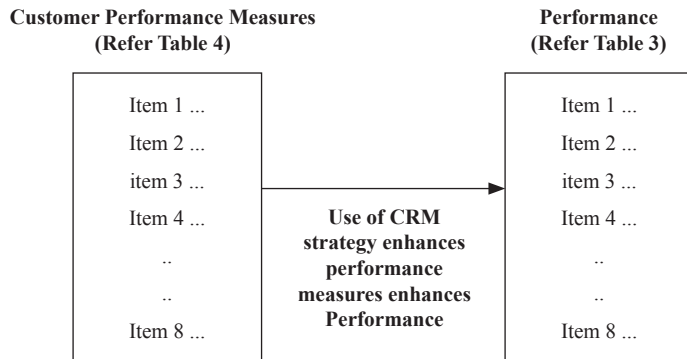 Customer Performance Measures
(Refer Table 4)
Item 1 ...
Item 2 ...
item 3 ...
Item 4 ...
..
..
Item 8 ...
Use of CRM
strategy enhances
performance
measures enhances
Performance
Performance
(Refer Table 3)
Item 1 ...
Item 2 ...
item 3 ...
Item 4 ...
..
..
Item 8 ...